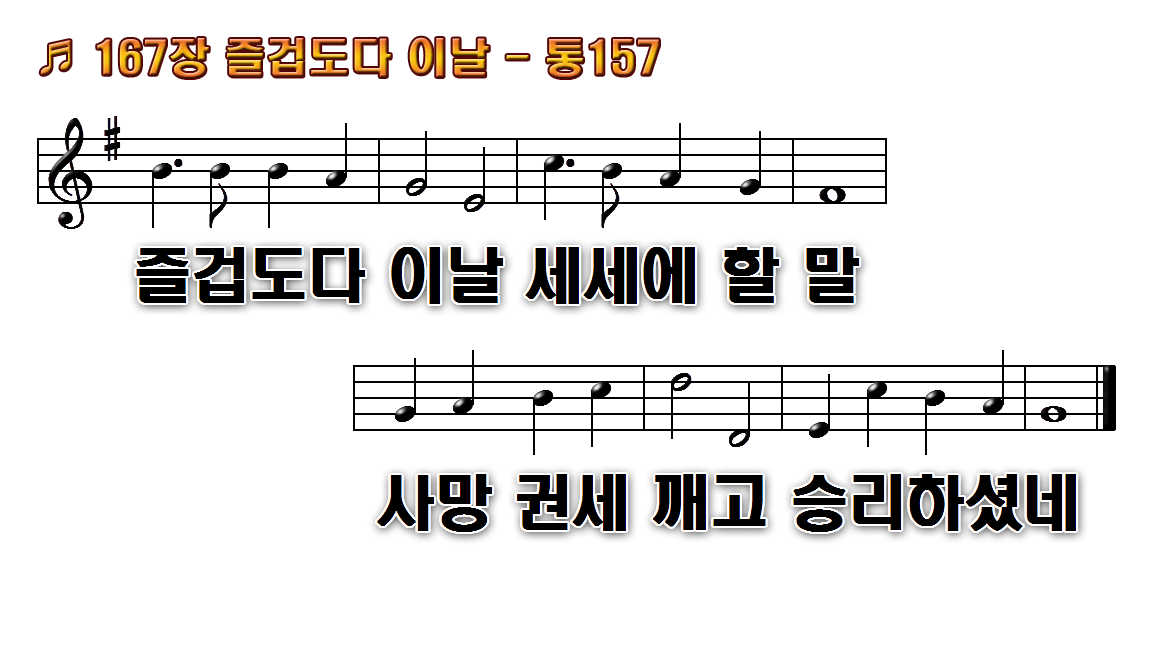 ♬ 167장 즐겁도다 이날 - 통157
즐겁도다 이날 세세에 할 말
사망 권세 깨고 승리하셨네